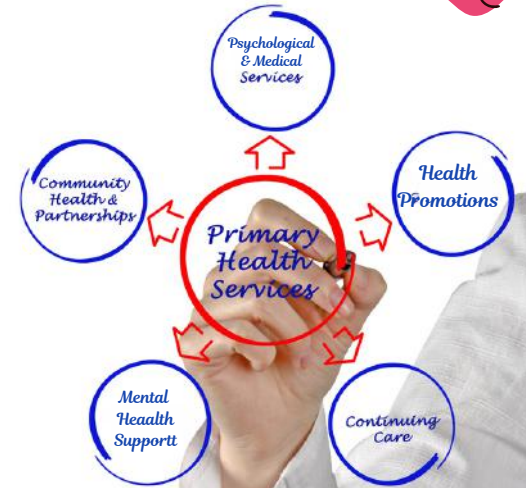 Psychological
& Medical
Services
Community
Health &
Partnerships
Health
Promotions
Primary
Health
Services
Mental
Heaalth
Supportt
Continuing
Care